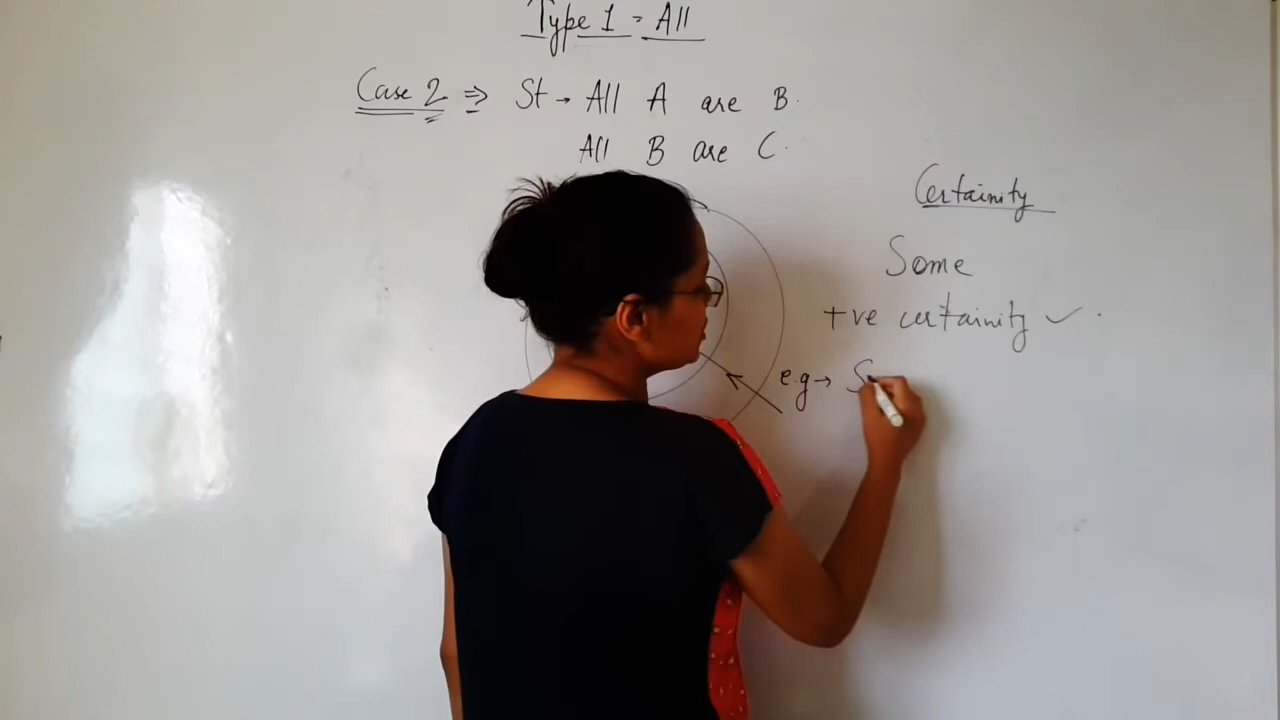 Type 1 - All
Case 2 ⇒ St → All A are B.
All B are C.
Certainity
Some
+ve certainity ✓.
e.g → S